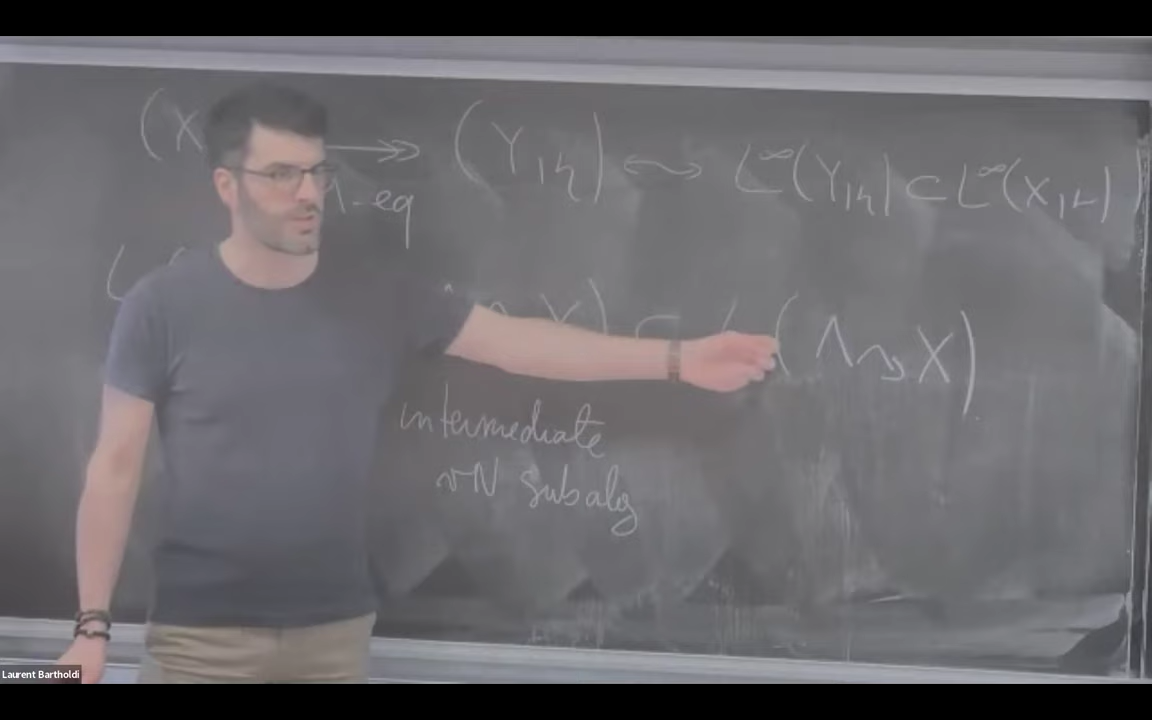 (X ↠ (Y,η) ↭ L^∞(Y,η) ⊂ L^∞(X,μ)
Λ-eq
L( Y) ⊂ L(Λ↷X)
intermediate
vN subalg
Laurent Bartholdi